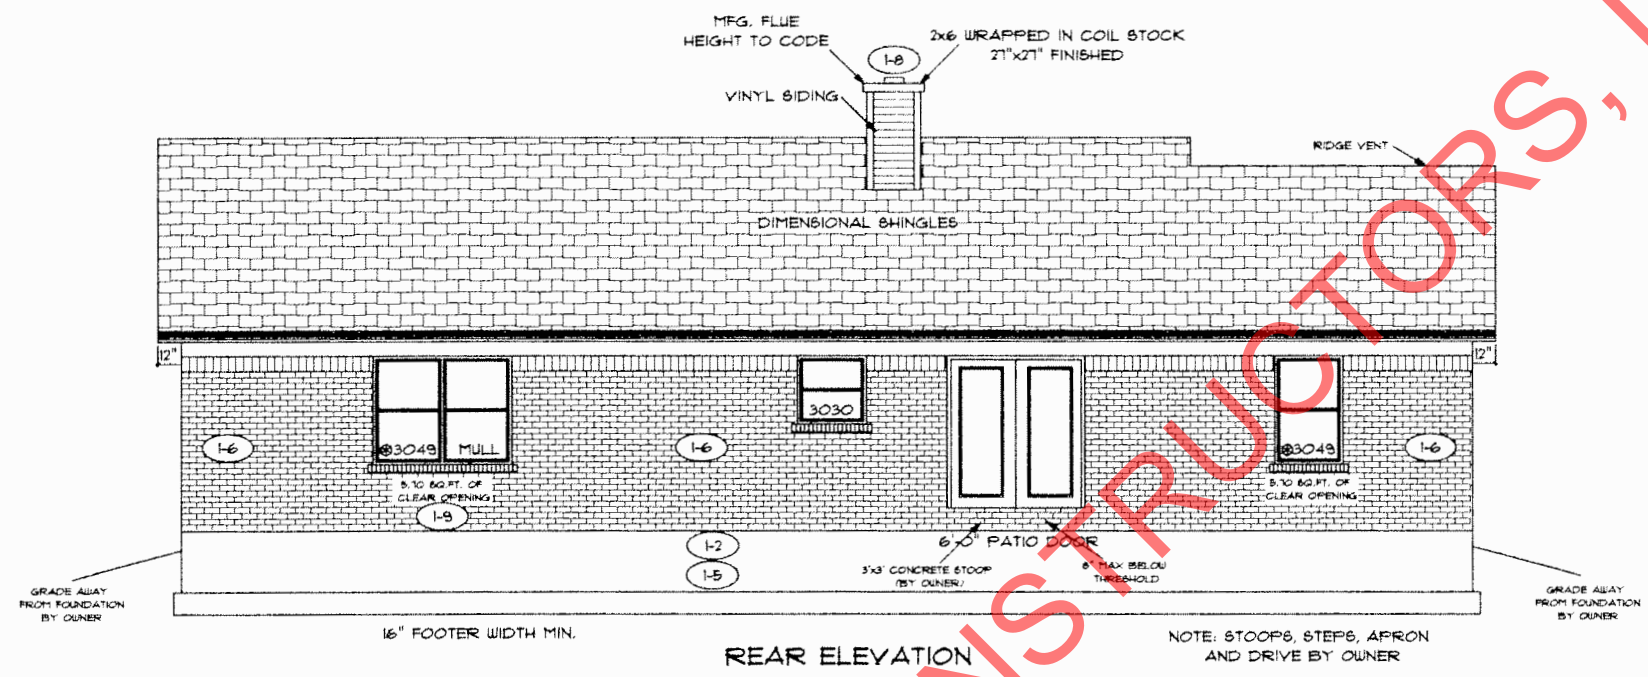 MFG. FLUE
HEIGHT TO CODE
2x6 WRAPPED IN COIL STOCK
27"x27" FINISHED
1-8
VINYL SIDING
RIDGE VENT
DIMENSIONAL SHINGLES
12"
12"
3030
⊛3049 MULL
⊛3049
1-6
1-6
1-6
5.70 SQ.FT. OF
CLEAR OPENING
5.70 SQ.FT. OF
CLEAR OPENING
1-9
1-2
6'-0" PATIO DOOR
1-5
3'x3' CONCRETE STOOP
(BY OWNER)
8" MAX BELOW
THRESHOLD
GRADE AWAY
FROM FOUNDATION
BY OWNER
GRADE AWAY
FROM FOUNDATION
BY OWNER
16" FOOTER WIDTH MIN.
REAR ELEVATION
NOTE: STOOPS, STEPS, APRON
AND DRIVE BY OWNER
NSTRUCTORS,